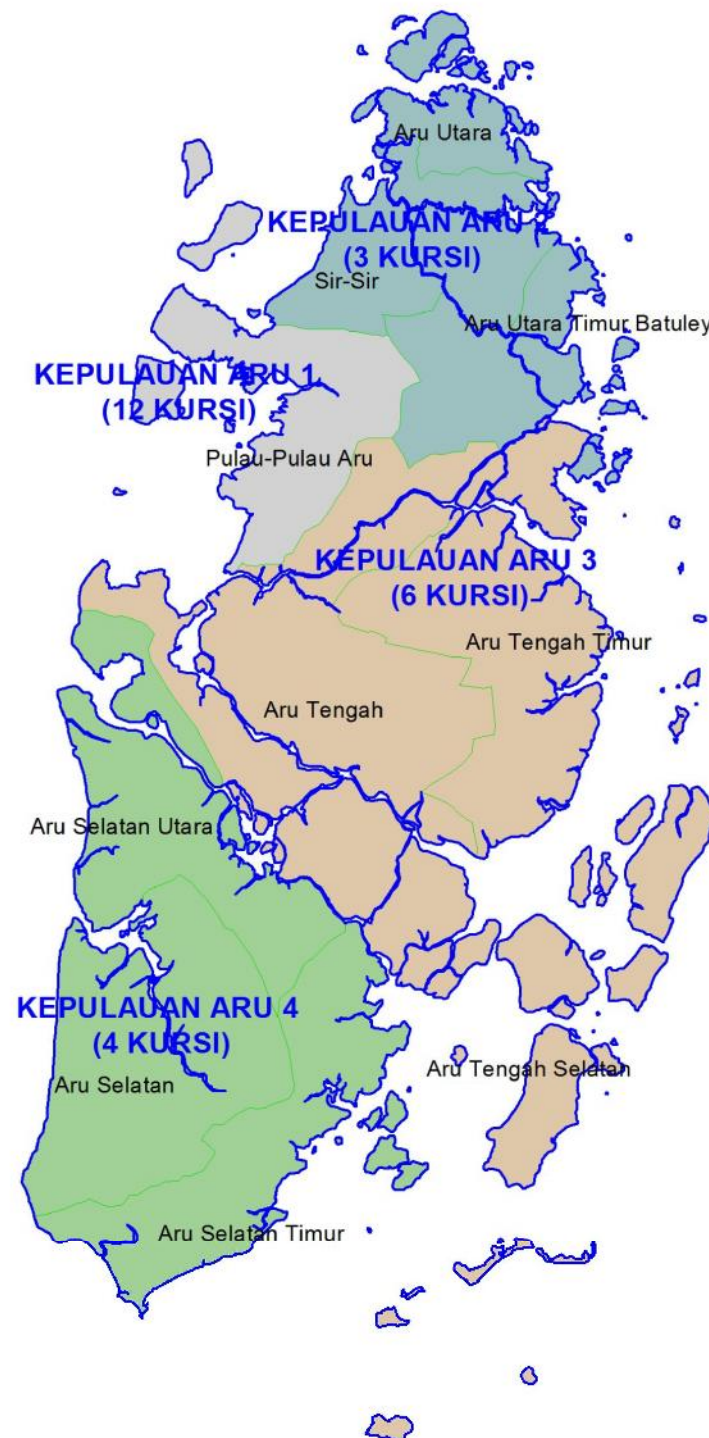 Aru Utara
KEPULAUAN ARU 2
(3 KURSI)
Sir-Sir
Aru Utara Timur Batuley
KEPULAUAN ARU 1
(12 KURSI)
Pulau-Pulau Aru
KEPULAUAN ARU 3
(6 KURSI)
Aru Tengah Timur
Aru Tengah
Aru Selatan Utara
KEPULAUAN ARU 4
(4 KURSI)
Aru Tengah Selatan
Aru Selatan
Aru Selatan Timur